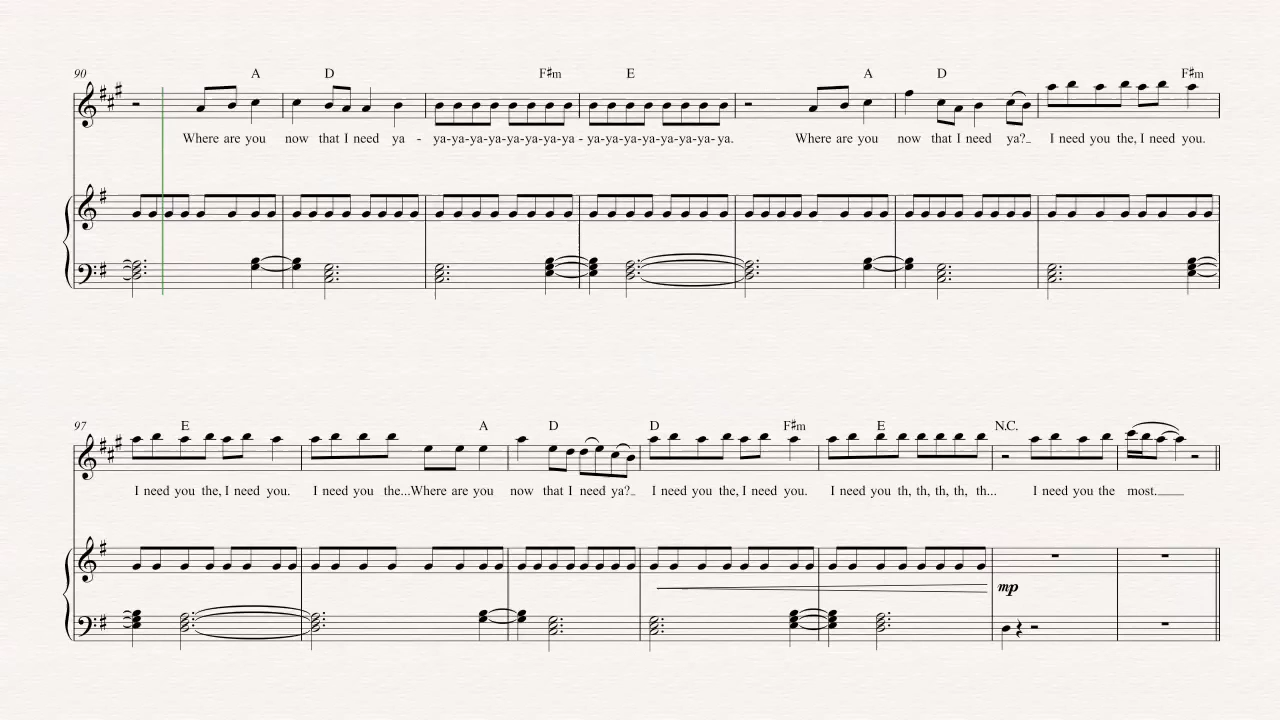 90 A D F#m E A D F#m
Where are you now that I need ya - ya-ya-ya-ya-ya-ya-ya-ya - ya-ya-ya-ya-ya-ya-ya-ya. Where are you now that I need ya?_ I need you the, I need you.
97 E A D D F#m E N.C.
I need you the, I need you. I need you the...Where are you now that I need ya?_ I need you the, I need you. I need you th, th, th, th, th... I need you the most.___
mp